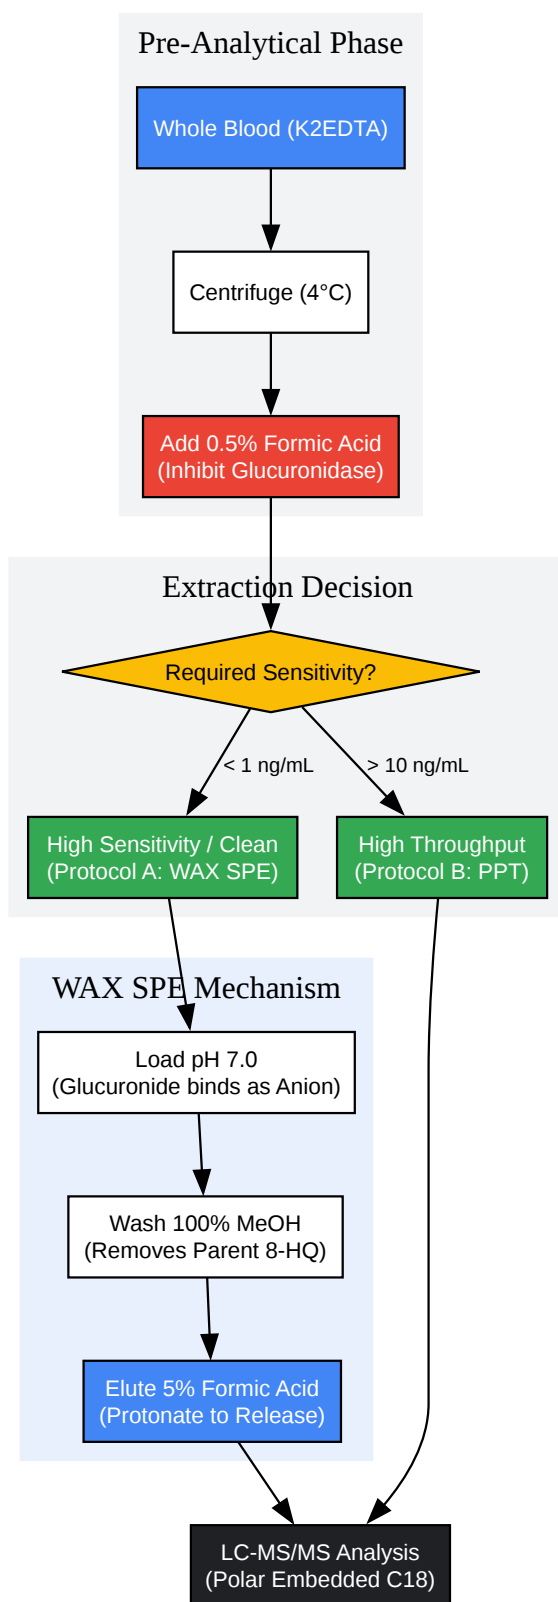 Pre-Analytical Phase
Whole Blood (K2EDTA)
Centrifuge (4°C)
Add 0.5% Formic Acid
(Inhibit Glucuronidase)
Extraction Decision
Required Sensitivity?
< 1 ng/mL
> 10 ng/mL
High Sensitivity / Clean
(Protocol A: WAX SPE)
High Throughput
(Protocol B: PPT)
WAX SPE Mechanism
Load pH 7.0
(Glucuronide binds as Anion)
Wash 100% MeOH
(Removes Parent 8-HQ)
Elute 5% Formic Acid
(Protonate to Release)
LC-MS/MS Analysis
(Polar Embedded C18)